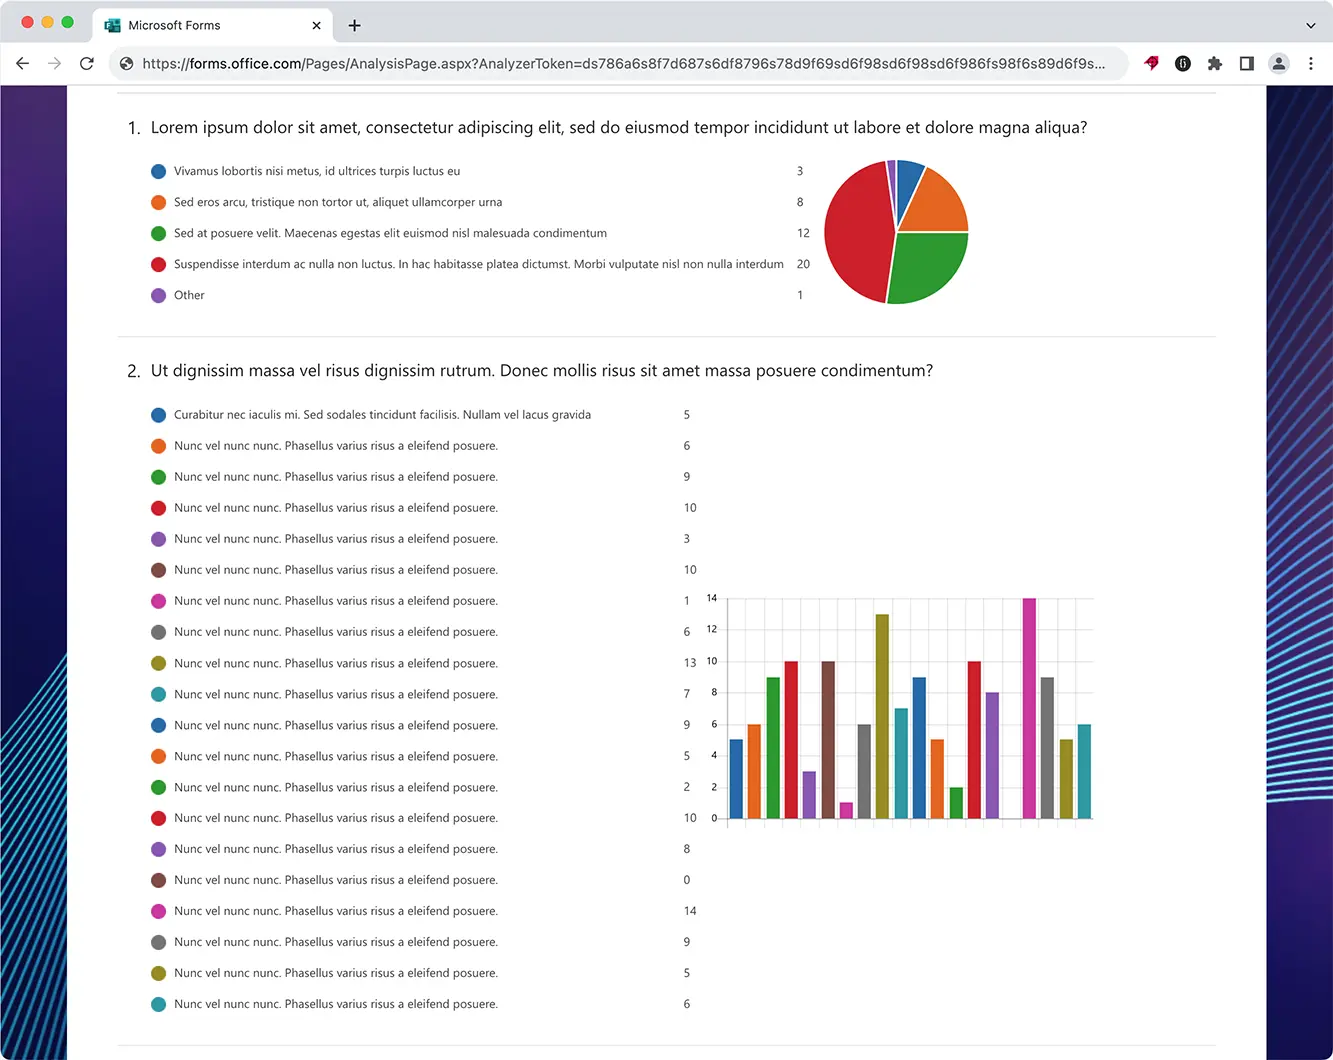 Microsoft Forms
https://forms.office.com/Pages/AnalysisPage.aspx?AnalyzerToken=ds786a6s8f7d687s6df8796s78d9f69sd6f98sd6f98sd6f986fs98f6s89d6f9s...
1. Lorem ipsum dolor sit amet, consectetur adipiscing elit, sed do eiusmod tempor incididunt ut labore et dolore magna aliqua?
Vivamus lobortis nisi metus, id ultrices turpis luctus eu 3
Sed eros arcu, tristique non tortor ut, aliquet ullamcorper urna 8
Sed at posuere velit. Maecenas egestas elit euismod nisl malesuada condimentum 12
Suspendisse interdum ac nulla non luctus. In hac habitasse platea dictumst. Morbi vulputate nisl non nulla interdum 20
Other 1
2. Ut dignissim massa vel risus dignissim rutrum. Donec mollis risus sit amet massa posuere condimentum?
Curabitur nec iaculis mi. Sed sodales tincidunt facilisis. Nullam vel lacus gravida 5
Nunc vel nunc nunc. Phasellus varius risus a eleifend posuere. 6
Nunc vel nunc nunc. Phasellus varius risus a eleifend posuere. 9
Nunc vel nunc nunc. Phasellus varius risus a eleifend posuere. 10
Nunc vel nunc nunc. Phasellus varius risus a eleifend posuere. 3
Nunc vel nunc nunc. Phasellus varius risus a eleifend posuere. 10
Nunc vel nunc nunc. Phasellus varius risus a eleifend posuere. 1
Nunc vel nunc nunc. Phasellus varius risus a eleifend posuere. 6
Nunc vel nunc nunc. Phasellus varius risus a eleifend posuere. 13
Nunc vel nunc nunc. Phasellus varius risus a eleifend posuere. 7
Nunc vel nunc nunc. Phasellus varius risus a eleifend posuere. 9
Nunc vel nunc nunc. Phasellus varius risus a eleifend posuere. 5
Nunc vel nunc nunc. Phasellus varius risus a eleifend posuere. 2
Nunc vel nunc nunc. Phasellus varius risus a eleifend posuere. 10
Nunc vel nunc nunc. Phasellus varius risus a eleifend posuere. 8
Nunc vel nunc nunc. Phasellus varius risus a eleifend posuere. 0
Nunc vel nunc nunc. Phasellus varius risus a eleifend posuere. 14
Nunc vel nunc nunc. Phasellus varius risus a eleifend posuere. 9
Nunc vel nunc nunc. Phasellus varius risus a eleifend posuere. 5
Nunc vel nunc nunc. Phasellus varius risus a eleifend posuere. 6
14
12
10
8
6
4
2
0